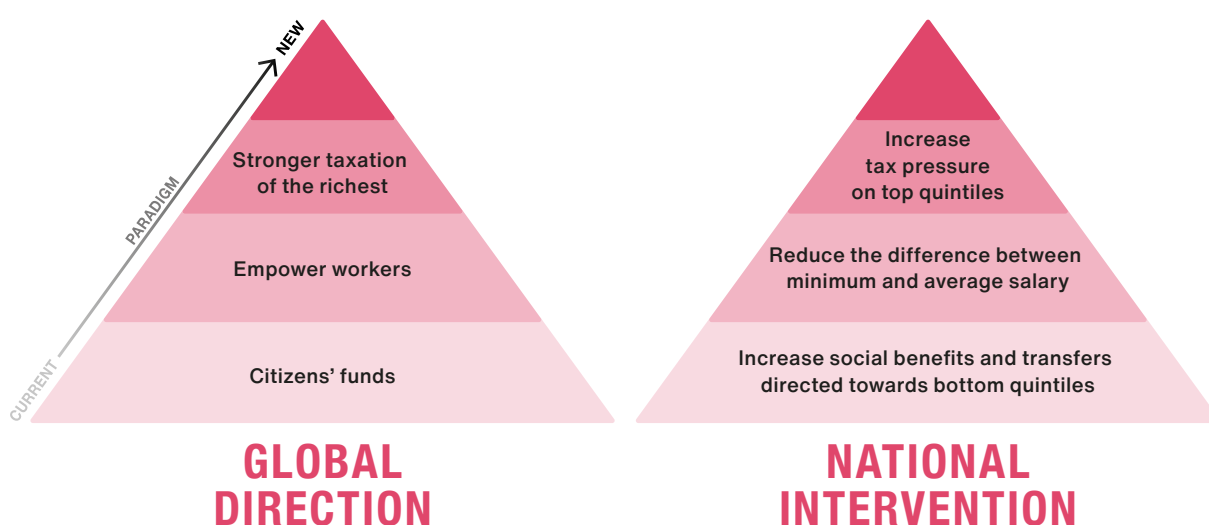 NEW
PARADIGM
CURRENT
Stronger taxation
of the richest
Empower workers
Citizens’ funds
GLOBAL
DIRECTION
Increase
tax pressure
on top quintiles
Reduce the difference between
minimum and average salary
Increase social benefits and transfers
directed towards bottom quintiles
NATIONAL
INTERVENTION